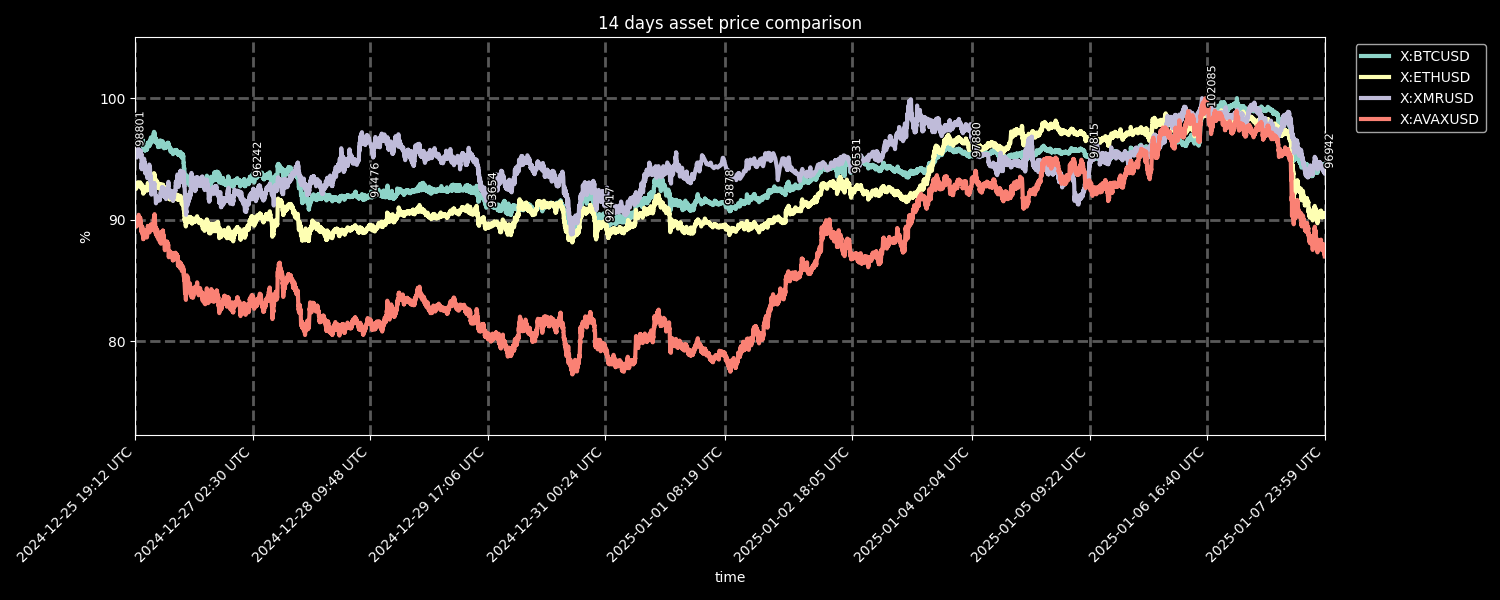 14 days asset price comparison
X:BTCUSD
X:ETHUSD
X:XMRUSD
X:AVAXUSD
100
90
80
%
98801
96242
94476
93654
92417
93878
96531
97880
97815
102085
96942
2024-12-25 19:12 UTC
2024-12-27 02:30 UTC
2024-12-28 09:48 UTC
2024-12-29 17:06 UTC
2024-12-31 00:24 UTC
2025-01-01 08:19 UTC
2025-01-02 18:05 UTC
2025-01-04 02:04 UTC
2025-01-05 09:22 UTC
2025-01-06 16:40 UTC
2025-01-07 23:59 UTC
time